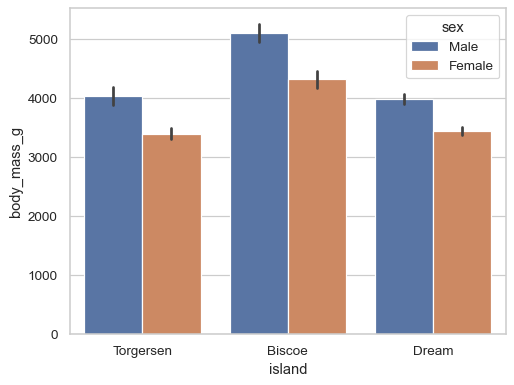 sex
Male
Female
body_mass_g
5000
4000
3000
2000
1000
0
Torgersen
Biscoe
Dream
island